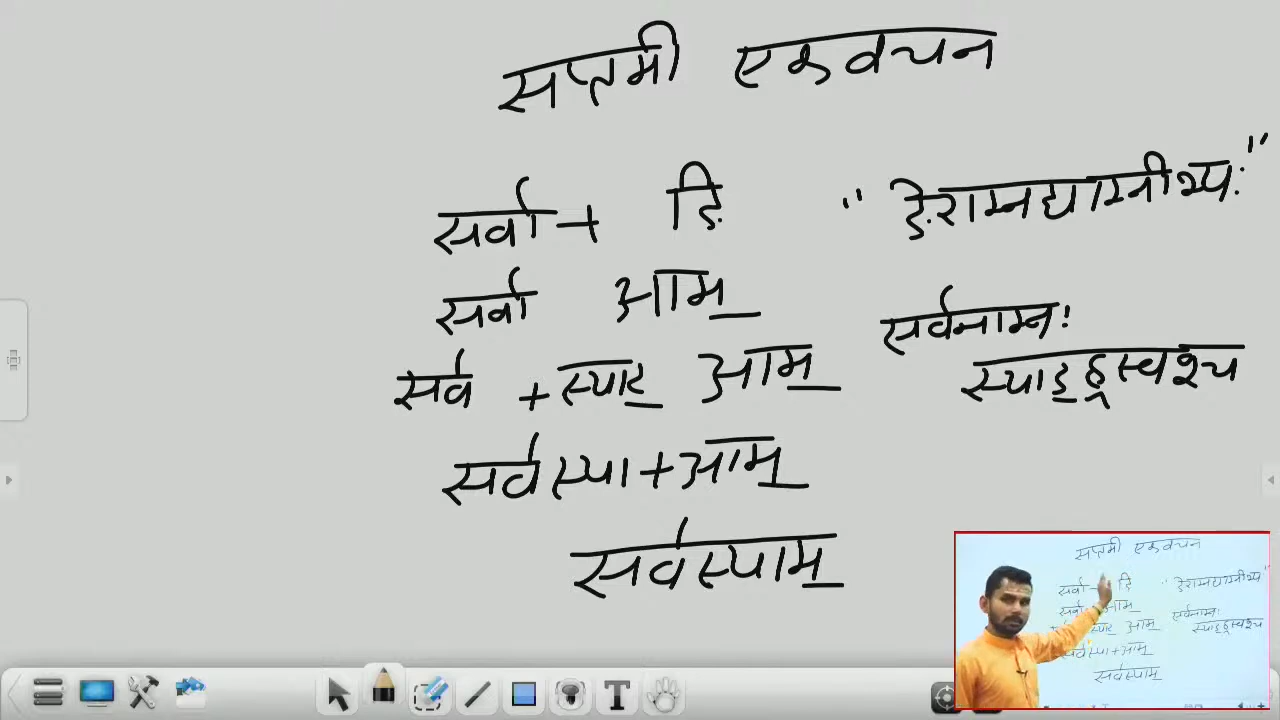 सप्तमी एकवचन
सर्वा + ङि " ङेराम्नद्याम्नीभ्यः "
सर्वा आम्
सर्वनाम्नः
सर्व + स्याट् आम् स्याड्ढ्रस्वश्च
सर्वस्या + आम्
सर्वस्याम्